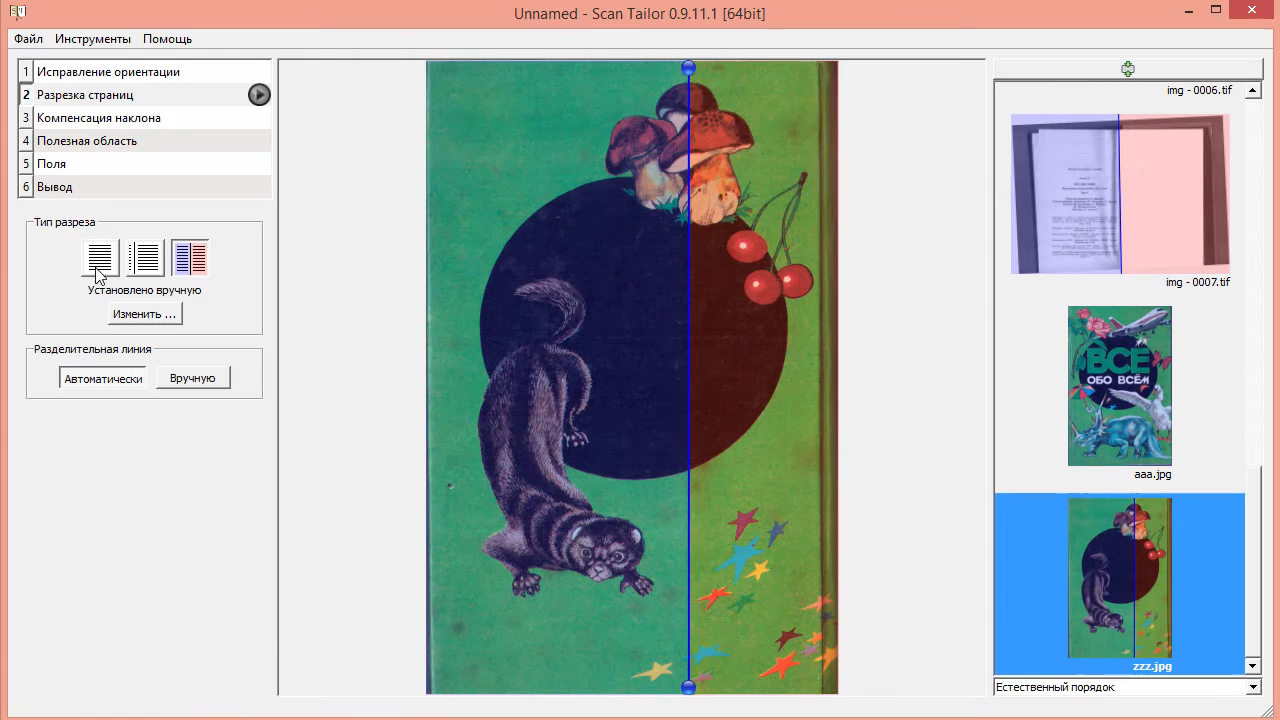 Unnamed - Scan Tailor 0.9.11.1 [64bit]
Файл Инструменты Помощь
1 Исправление ориентации
2 Разрезка страниц
3 Компенсация наклона
4 Полезная область
5 Поля
6 Вывод
Тип разреза
Установлено вручную
Изменить ...
Разделительная линия
Автоматически Вручную
img - 0006.tif
img - 0007.tif
ВСЕ
ОБО ВСЁМ
aaa.jpg
zzz.jpg
Естественный порядок